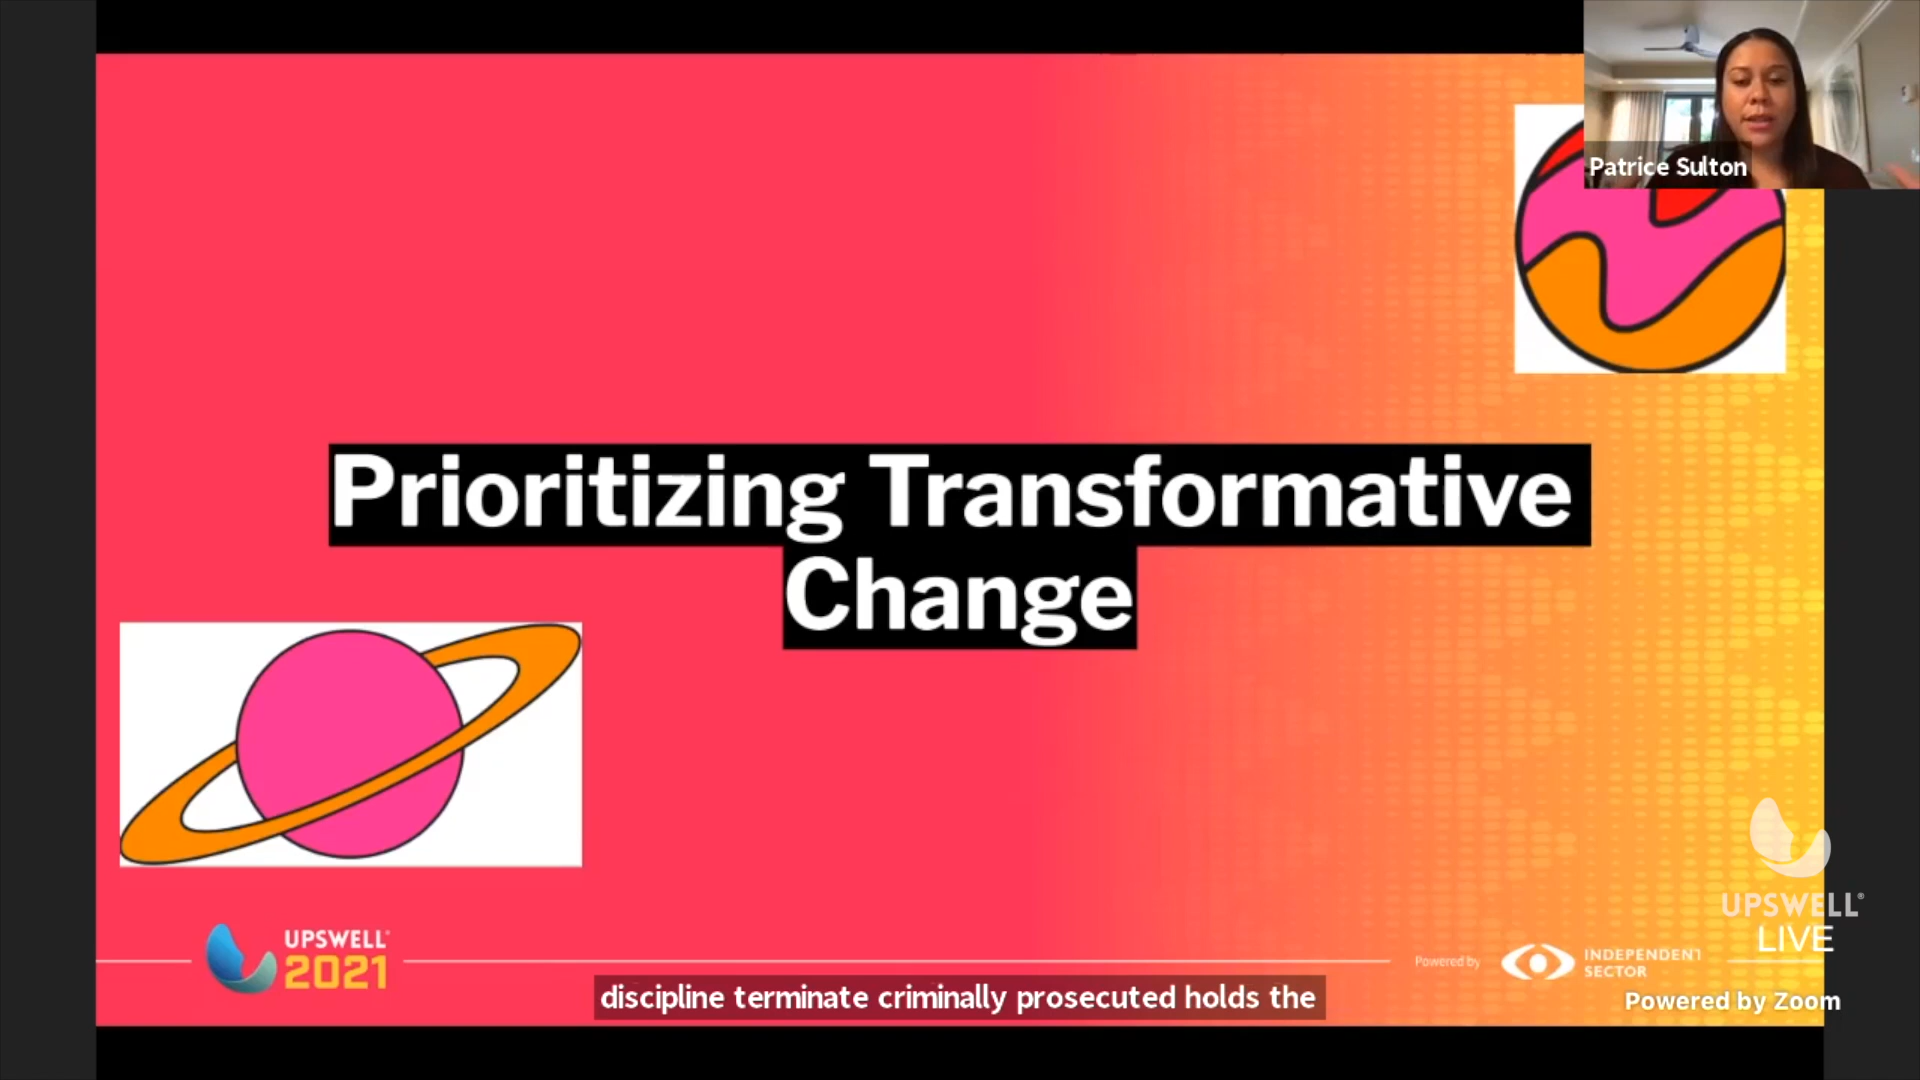 Patrice Sulton
Prioritizing Transformative
Change
UPSWELL®
LIVE
UPSWELL
2021
Powered by
INDEPENDENT
SECTOR
discipline terminate criminally prosecuted holds the
Powered by Zoom